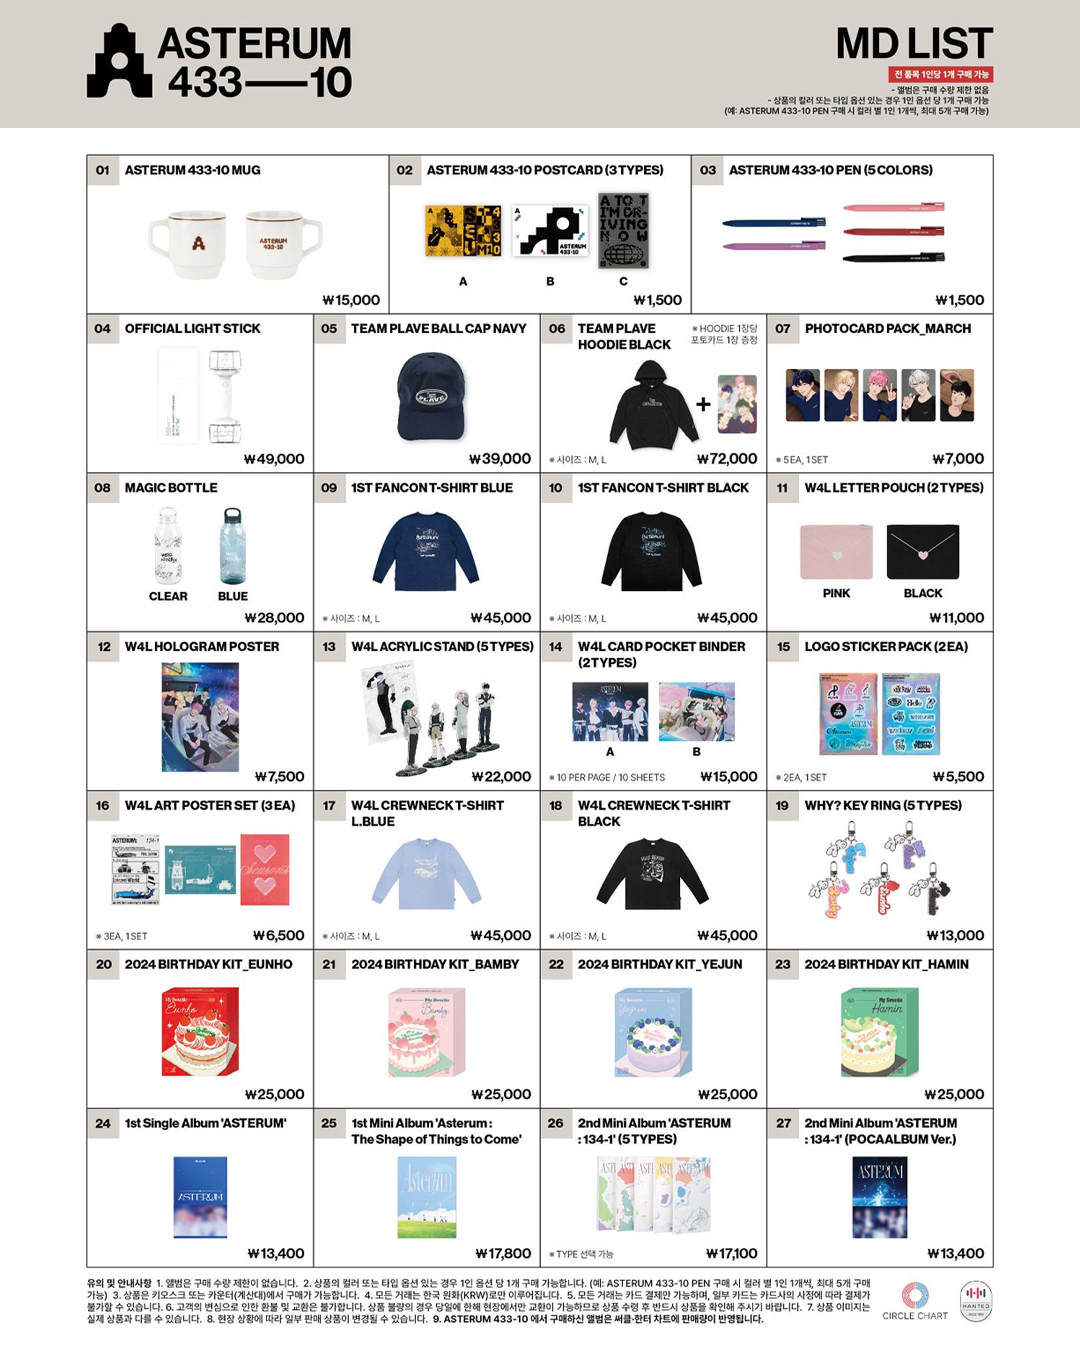 ASTERUM
433—10
MD LIST
전 품목 1인당 1개 구매 가능
- 앨범은 구매 수량 제한 없음
- 상품의 컬러 또는 타입 옵션 있는 경우 1인 옵션 당 1개 구매 가능
(예: ASTERUM 433-10 PEN 구매 시 컬러 별 1인 1개씩, 최대 5개 구매 가능)
01 ASTERUM 433-10 MUG
ASTERUM
433-10
₩15,000
02 ASTERUM 433-10 POSTCARD (3 TYPES)
A B C
₩1,500
03 ASTERUM 433-10 PEN (5 COLORS)
₩1,500
04 OFFICIAL LIGHT STICK
₩49,000
05 TEAM PLAVE BALL CAP NAVY
PLAVE
₩39,000
06 TEAM PLAVE
HOODIE BLACK
※ HOODIE 1장당
포토카드 1장 증정
+
※ 사이즈 : M, L
₩72,000
07 PHOTOCARD PACK_MARCH
※ 5EA, 1SET
₩7,000
08 MAGIC BOTTLE
CLEAR BLUE
₩28,000
09 1ST FANCON T-SHIRT BLUE
※ 사이즈 : M, L
₩45,000
10 1ST FANCON T-SHIRT BLACK
※ 사이즈 : M, L
₩45,000
11 W4L LETTER POUCH (2 TYPES)
PINK BLACK
₩11,000
12 W4L HOLOGRAM POSTER
₩7,500
13 W4L ACRYLIC STAND (5 TYPES)
₩22,000
14 W4L CARD POCKET BINDER
(2 TYPES)
ASTERUM
A B
※ 10 PER PAGE / 10 SHEETS
₩15,000
15 LOGO STICKER PACK (2 EA)
※ 2EA, 1SET
₩5,500
16 W4L ART POSTER SET (3 EA)
ASTERUM: 134-1
Seasons
※ 3EA, 1SET
₩6,500
17 W4L CREWNECK T-SHIRT
L.BLUE
※ 사이즈 : M, L
₩45,000
18 W4L CREWNECK T-SHIRT
BLACK
※ 사이즈 : M, L
₩45,000
19 WHY? KEY RING (5 TYPES)
₩13,000
20 2024 BIRTHDAY KIT_EUNHO
My Sweetie
Eunho
₩25,000
21 2024 BIRTHDAY KIT_BAMBY
My Sweetie
Bamby
₩25,000
22 2024 BIRTHDAY KIT_YEJUN
My Sweetie
Yejun
₩25,000
23 2024 BIRTHDAY KIT_HAMIN
My Sweetie
Hamin
₩25,000
24 1st Single Album 'ASTERUM'
ASTERUM
₩13,400
25 1st Mini Album 'Asterum :
The Shape of Things to Come'
Asterum
₩17,800
26 2nd Mini Album 'ASTERUM
: 134-1' (5 TYPES)
※ TYPE 선택 가능
₩17,100
27 2nd Mini Album 'ASTERUM
: 134-1' (POCAALBUM Ver.)
ASTERUM
₩13,400
유의 및 안내사항 1. 앨범은 구매 수량 제한이 없습니다. 2. 상품의 컬러 또는 타입 옵션 있는 경우 1인 옵션 당 1개 구매 가능합니다. (예: ASTERUM 433-10 PEN 구매 시 컬러 별 1인 1개씩, 최대 5개 구매
가능) 3. 상품은 키오스크 또는 카운터(계산대)에서 구매가 가능합니다. 4. 모든 거래는 한국 원화(KRW)로만 이루어집니다. 5. 모든 거래는 카드 결제만 가능하며, 일부 카드는 카드사의 사정에 따라 결제가
불가할 수 있습니다. 6. 고객의 변심으로 인한 환불 및 교환은 불가합니다. 상품 불량의 경우 당일에 한해 현장에서만 교환이 가능하므로 상품 수령 후 반드시 상품을 확인해 주시기 바랍니다. 7. 상품 이미지는
실제 상품과 다를 수 있습니다. 8. 현장 상황에 따라 일부 판매 상품이 변경될 수 있습니다. 9. ASTERUM 433-10 에서 구매하신 앨범은 써클·한터 차트에 판매량이 반영됩니다.
CIRCLE CHART
HANTEO